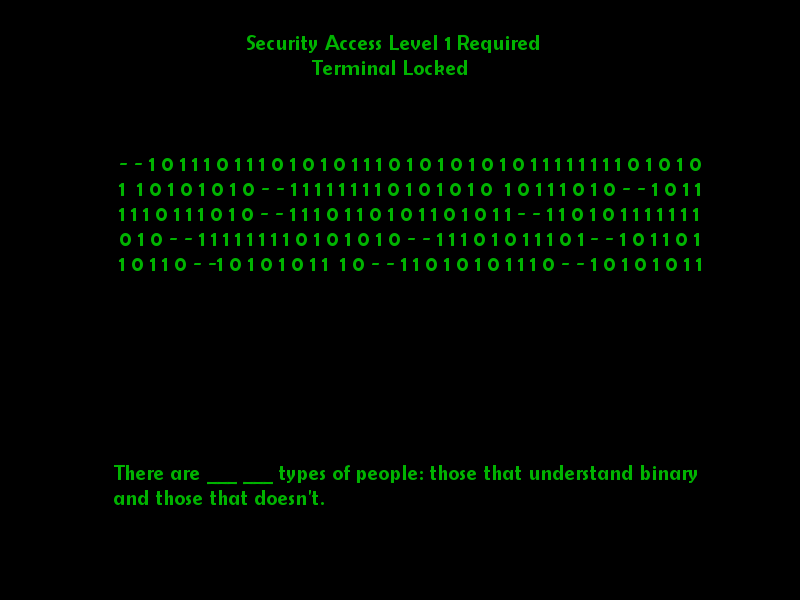 Security Access Level 1 Required
Terminal Locked
- - 1 0 1 1 1 0 1 1 1 0 1 0 1 0 1 1 1 0 1 0 1 0 1 0 1 0 1 1 1 1 1 1 1 1 0 1 0 1 0
1 1 0 1 0 1 0 1 0 - - 1 1 1 1 1 1 1 1 0 1 0 1 0 1 0 1 0 1 1 1 0 1 0 - - 1 0 1 1
1 1 1 0 1 1 1 0 1 0 - - 1 1 1 0 1 1 0 1 0 1 1 0 1 0 1 1 - - 1 1 0 1 0 1 1 1 1 1 1 1
0 1 0 - - 1 1 1 1 1 1 1 1 0 1 0 1 0 1 0 - - 1 1 1 0 1 0 1 1 1 0 1 - - 1 0 1 1 0 1
1 0 1 1 0 - -1 0 1 0 1 0 1 1 1 0 - - 1 1 0 1 0 1 0 1 1 1 0 - - 1 0 1 0 1 0 1 1
There are ___ ___ types of people: those that understand binary
and those that doesn't.